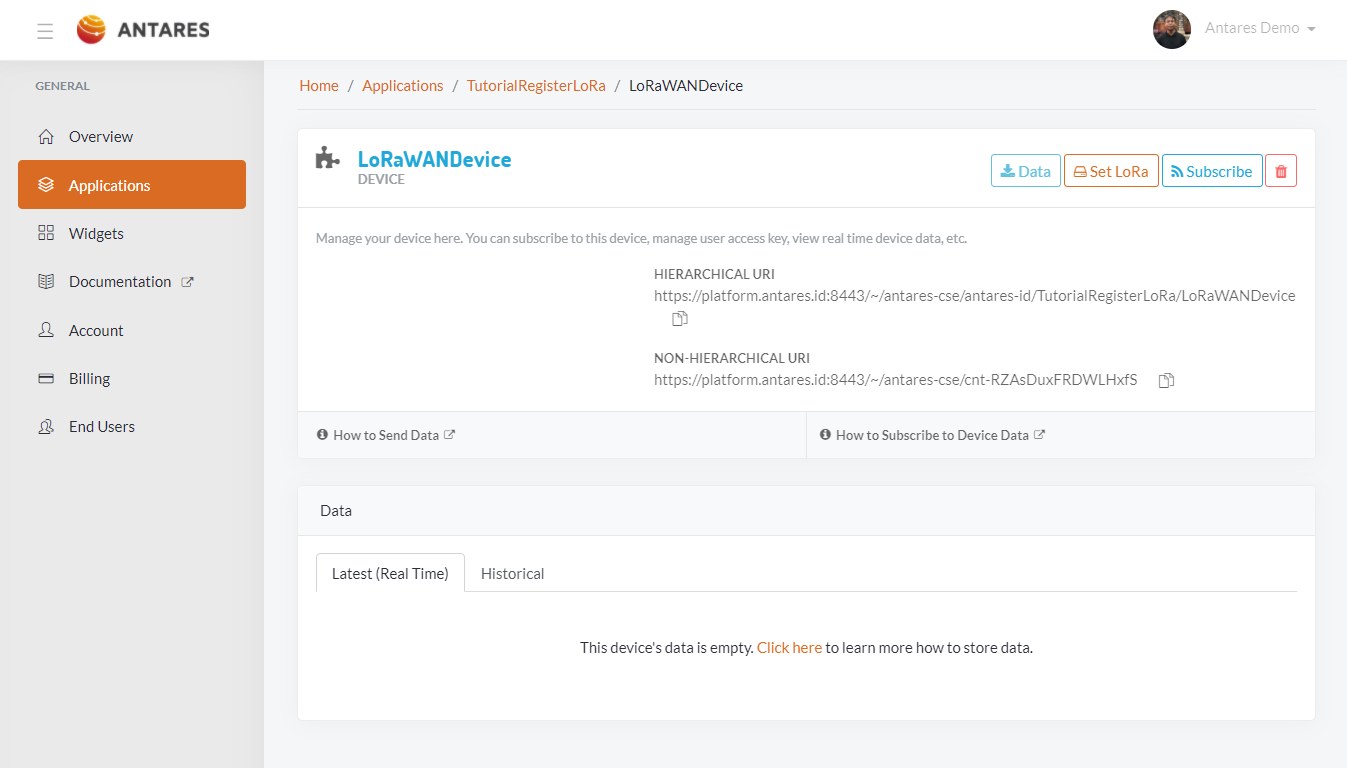 ANTARES
Antares Demo
GENERAL
Overview
Applications
Widgets
Documentation
Account
Billing
End Users
Home / Applications / TutorialRegisterLoRa / LoRaWANDevice
LoRaWANDevice
DEVICE
Data
Set LoRa
Subscribe
Manage your device here. You can subscribe to this device, manage user access key, view real time device data, etc.
HIERARCHICAL URI
https://platform.antares.id:8443/~/antares-cse/antares-id/TutorialRegisterLoRa/LoRaWANDevice
NON-HIERARCHICAL URI
https://platform.antares.id:8443/~/antares-cse/cnt-RZAsDuxFRDWLHxfS
How to Send Data
How to Subscribe to Device Data
Data
Latest (Real Time)
Historical
This device's data is empty. Click here to learn more how to store data.